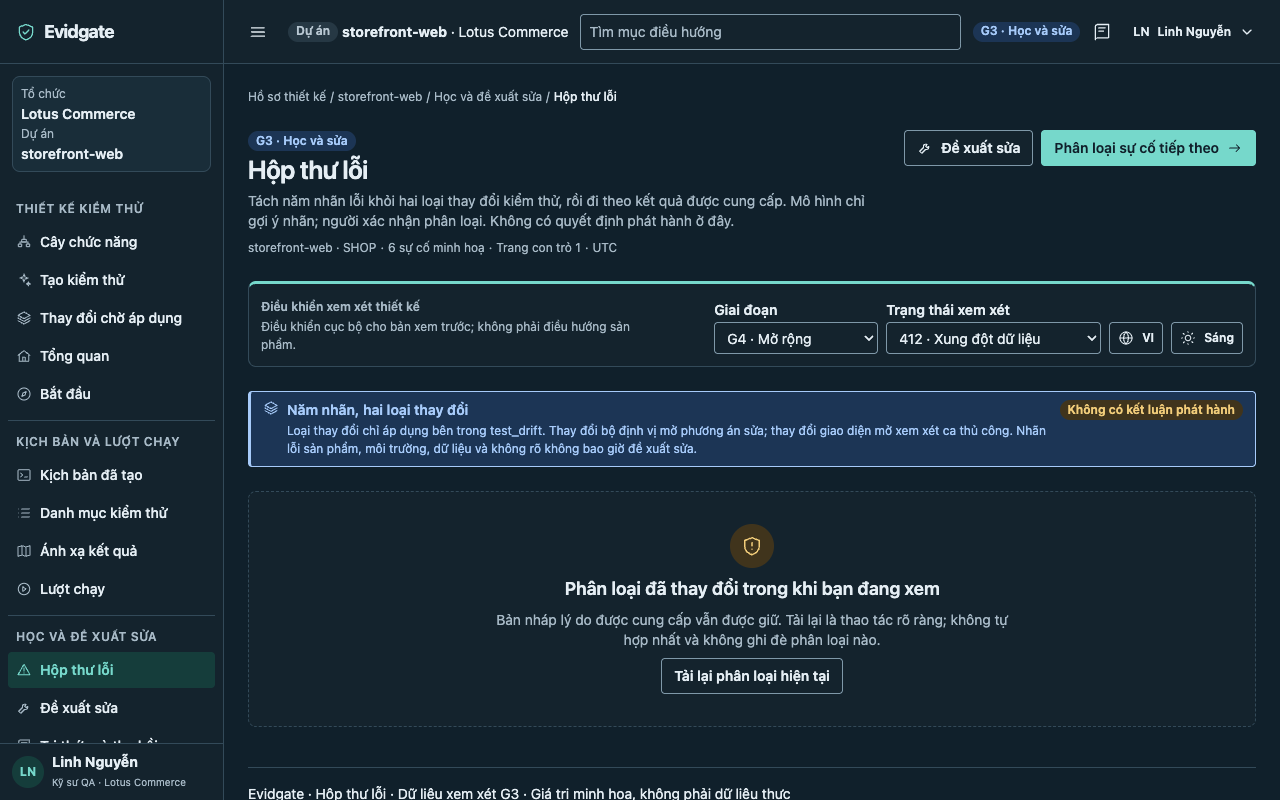 Evidgate
Dự án storefront-web · Lotus Commerce
Tìm mục điều hướng
G3 · Học và sửa
LN Linh Nguyễn
Tổ chức
Lotus Commerce
Dự án
storefront-web
THIẾT KẾ KIỂM THỬ
Cây chức năng
Tạo kiểm thử
Thay đổi chờ áp dụng
Tổng quan
Bắt đầu
KỊCH BẢN VÀ LƯỢT CHẠY
Kịch bản đã tạo
Danh mục kiểm thử
Ánh xạ kết quả
Lượt chạy
HỌC VÀ ĐỀ XUẤT SỬA
Hộp thư lỗi
Đề xuất sửa
LN
Linh Nguyễn
Kỹ sư QA · Lotus Commerce
Hồ sơ thiết kế / storefront-web / Học và đề xuất sửa / Hộp thư lỗi
G3 · Học và sửa
Hộp thư lỗi
Tách năm nhãn lỗi khỏi hai loại thay đổi kiểm thử, rồi đi theo kết quả được cung cấp. Mô hình chỉ
gợi ý nhãn; người xác nhận phân loại. Không có quyết định phát hành ở đây.
storefront-web · SHOP · 6 sự cố minh hoạ · Trang con trỏ 1 · UTC
Đề xuất sửa
Phân loại sự cố tiếp theo
Điều khiển xem xét thiết kế
Điều khiển cục bộ cho bản xem trước; không phải điều hướng sản
phẩm.
Giai đoạn
G4 · Mở rộng
Trạng thái xem xét
412 · Xung đột dữ liệu
VI
Sáng
Năm nhãn, hai loại thay đổi
Không có kết luận phát hành
Loại thay đổi chỉ áp dụng bên trong test_drift. Thay đổi bộ định vị mở phương án sửa; thay đổi giao diện mở xem xét ca thủ công. Nhãn
lỗi sản phẩm, môi trường, dữ liệu và không rõ không bao giờ đề xuất sửa.
Phân loại đã thay đổi trong khi bạn đang xem
Bản nháp lý do được cung cấp vẫn được giữ. Tải lại là thao tác rõ ràng; không tự
hợp nhất và không ghi đè phân loại nào.
Tải lại phân loại hiện tại
Evidgate · Hộp thư lỗi · Dữ liệu xem xét G3 · Giá trị minh hoạ, không phải dữ liệu thực